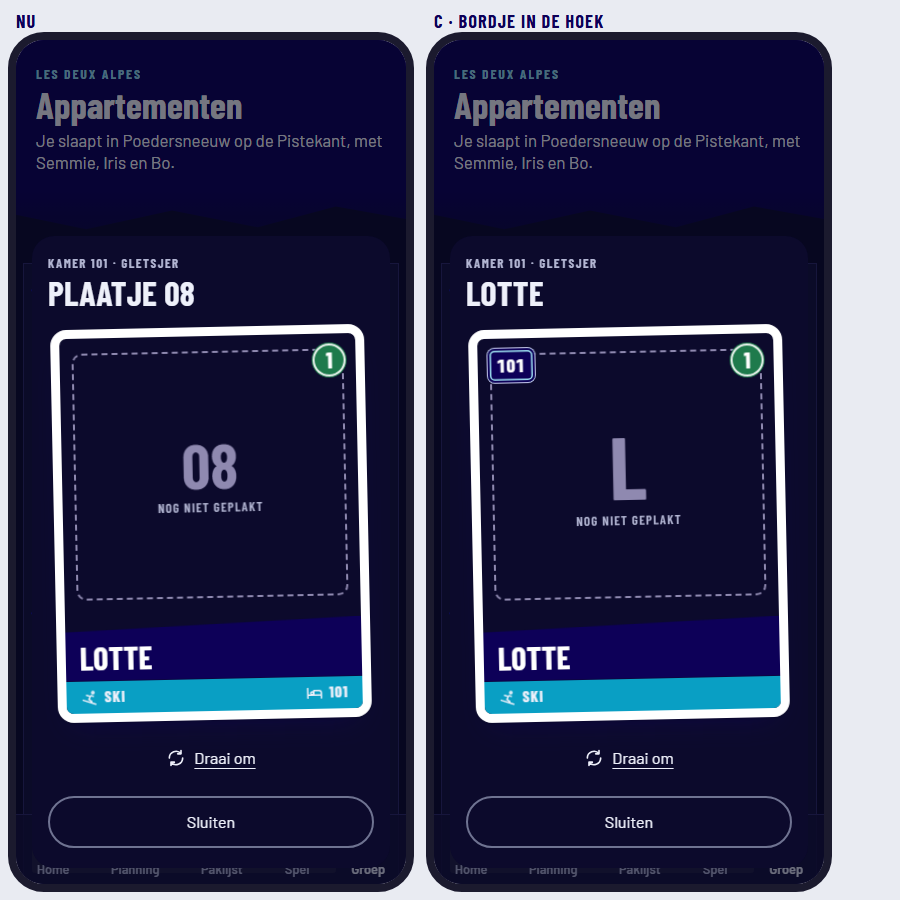 NU
LES DEUX ALPES
Appartementen
Je slaapt in Poedersneeuw op de Pistekant, met
Semmie, Iris en Bo.
KAMER 101 · GLETSJER
PLAATJE 08
1
08
NOG NIET GEPLAKT
LOTTE
SKI
101
Draai om
Sluiten
Home Planning Paklijst Spel Groep
C · BORDJE IN DE HOEK
LES DEUX ALPES
Appartementen
Je slaapt in Poedersneeuw op de Pistekant, met
Semmie, Iris en Bo.
KAMER 101 · GLETSJER
LOTTE
101
1
L
NOG NIET GEPLAKT
LOTTE
SKI
Draai om
Sluiten
Home Planning Paklijst Spel Groep